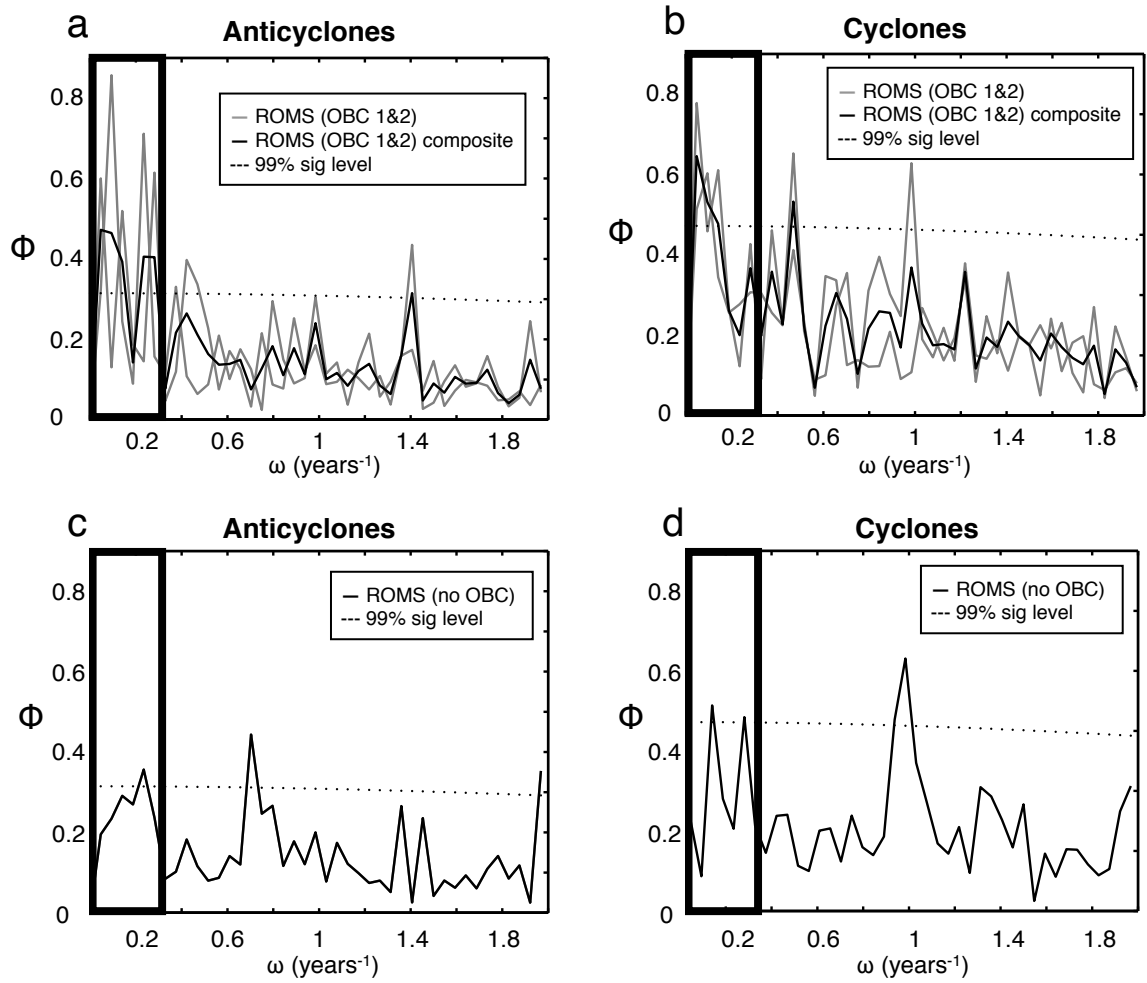 a
Anticyclones
ROMS (OBC 1&2)
ROMS (OBC 1&2) composite
--- 99% sig level
0.8
0.6
0.4
0.2
0
Φ
0.2 0.6 1 1.4 1.8
ω (years⁻¹)
b
Cyclones
ROMS (OBC 1&2)
ROMS (OBC 1&2) composite
--- 99% sig level
0.8
0.6
0.4
0.2
0
Φ
0.2 0.6 1 1.4 1.8
ω (years⁻¹)
c
Anticyclones
ROMS (no OBC)
--- 99% sig level
0.8
0.6
0.4
0.2
0
Φ
0.2 0.6 1 1.4 1.8
ω (years⁻¹)
d
Cyclones
ROMS (no OBC)
--- 99% sig level
0.8
0.6
0.4
0.2
0
Φ
0.2 0.6 1 1.4 1.8
ω (years⁻¹)